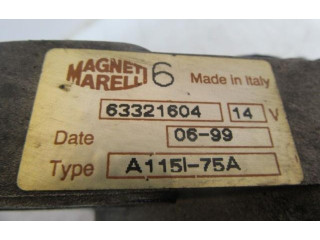 MAGNETI 6 Made in Italy
MARELLI
63321604 14 V
Date 06-99
Type A115I-75A